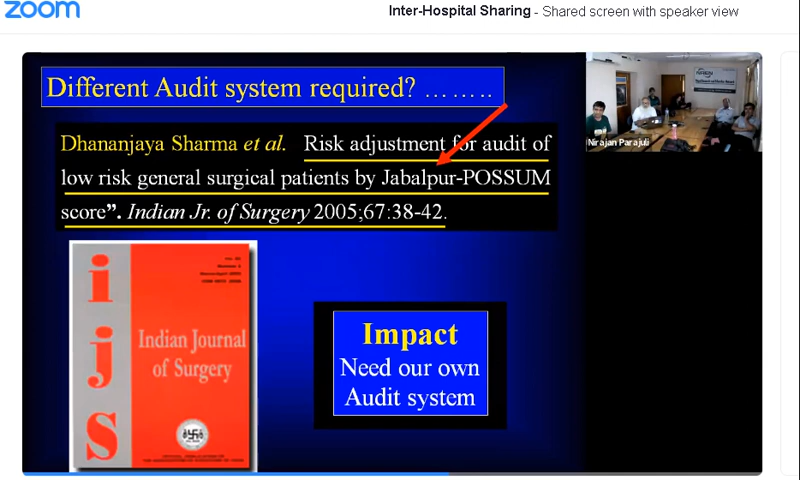 zoom
Inter-Hospital Sharing - Shared screen with speaker view
Different Audit system required? ……..
Dhananjaya Sharma et al. Risk adjustment for audit of
low risk general surgical patients by Jabalpur-POSSUM
score”. Indian Jr. of Surgery 2005;67:38-42.
ijs
Indian Journal
of Surgery
Impact
Need our own
Audit system
Nirajan Parajuli